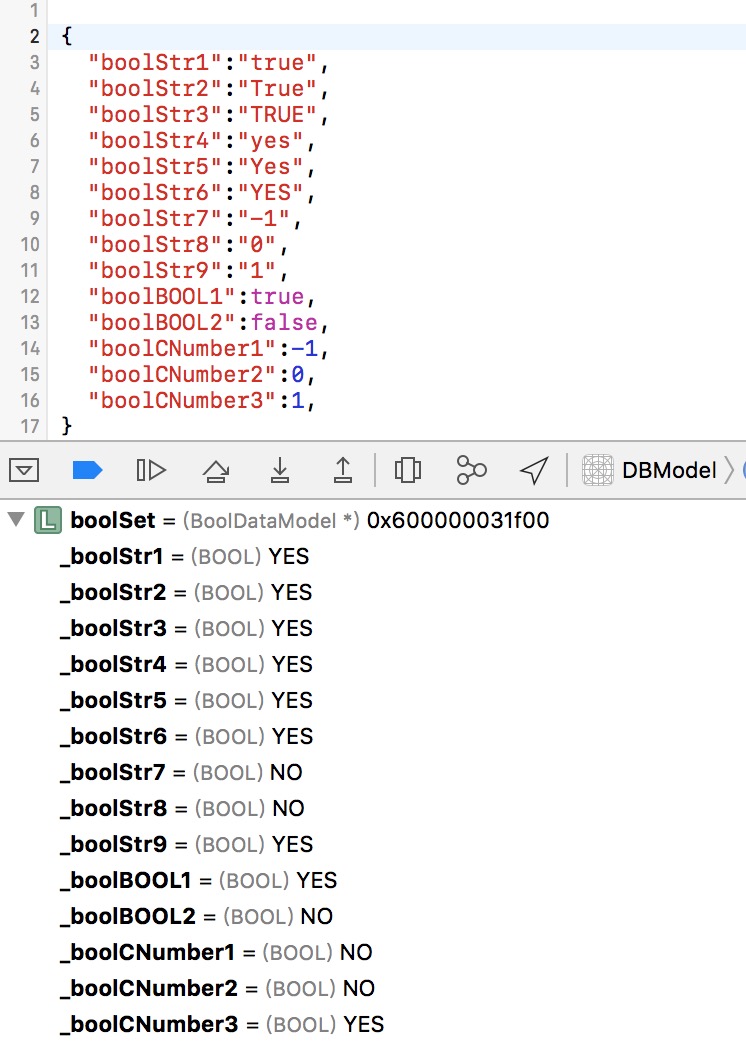 1
2 {
3 "boolStr1":"true",
4 "boolStr2":"True",
5 "boolStr3":"TRUE",
6 "boolStr4":"yes",
7 "boolStr5":"Yes",
8 "boolStr6":"YES",
9 "boolStr7":"-1",
10 "boolStr8":"0",
11 "boolStr9":"1",
12 "boolBOOL1":true,
13 "boolBOOL2":false,
14 "boolCNumber1":-1,
15 "boolCNumber2":0,
16 "boolCNumber3":1,
17 }
DBModel
L boolSet = (BoolDataModel *) 0x600000031f00
_boolStr1 = (BOOL) YES
_boolStr2 = (BOOL) YES
_boolStr3 = (BOOL) YES
_boolStr4 = (BOOL) YES
_boolStr5 = (BOOL) YES
_boolStr6 = (BOOL) YES
_boolStr7 = (BOOL) NO
_boolStr8 = (BOOL) NO
_boolStr9 = (BOOL) YES
_boolBOOL1 = (BOOL) YES
_boolBOOL2 = (BOOL) NO
_boolCNumber1 = (BOOL) NO
_boolCNumber2 = (BOOL) NO
_boolCNumber3 = (BOOL) YES